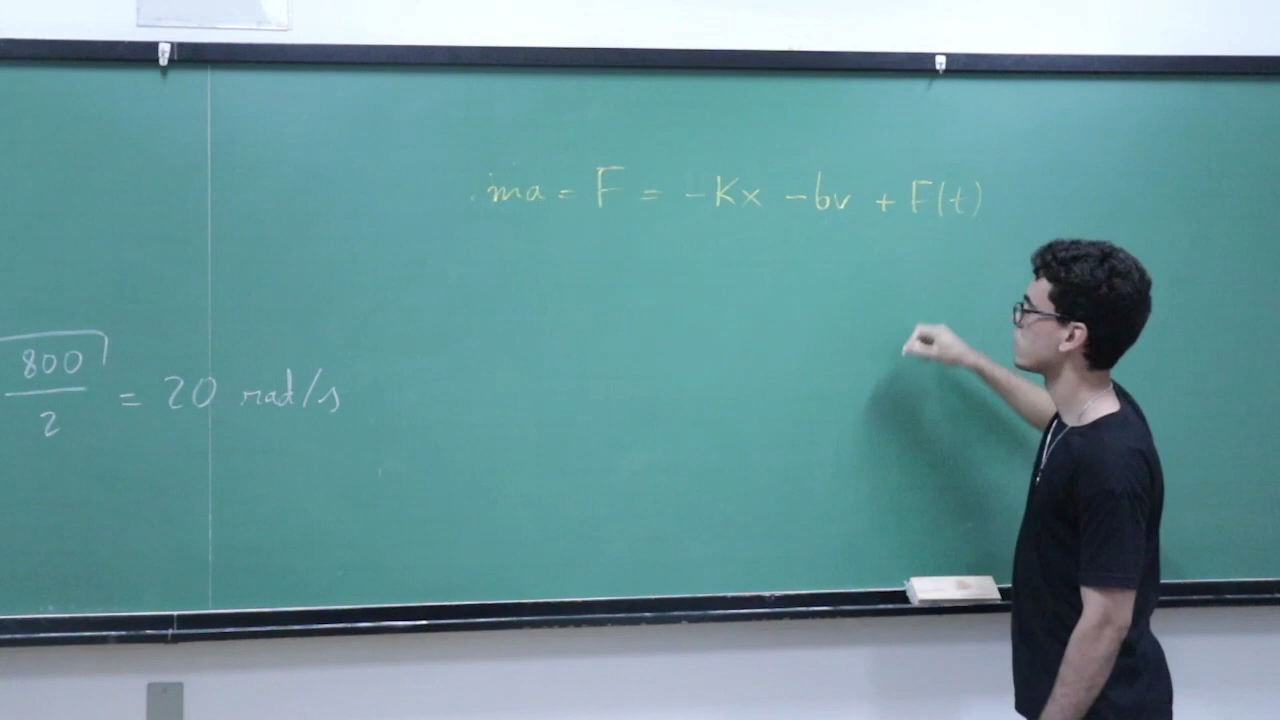 ma = F = -Kx -bv + F(t)
√800/2 = 20 rad/s